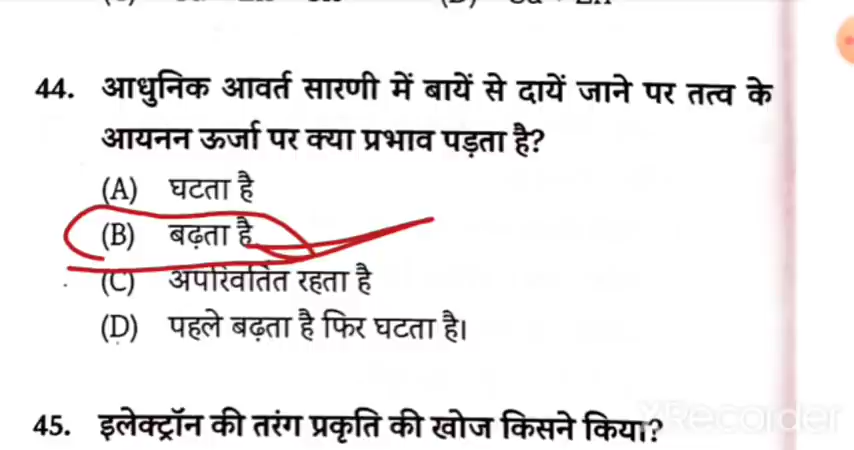 44. आधुनिक आवर्त सारणी में बायें से दायें जाने पर तत्व के
आयनन ऊर्जा पर क्या प्रभाव पड़ता है?
(A) घटता है
(B) बढ़ता है
(C) अपरिवर्तित रहता है
(D) पहले बढ़ता है फिर घटता है।
45. इलेक्ट्रॉन की तरंग प्रकृति की खोज किसने किया?
XRecorder